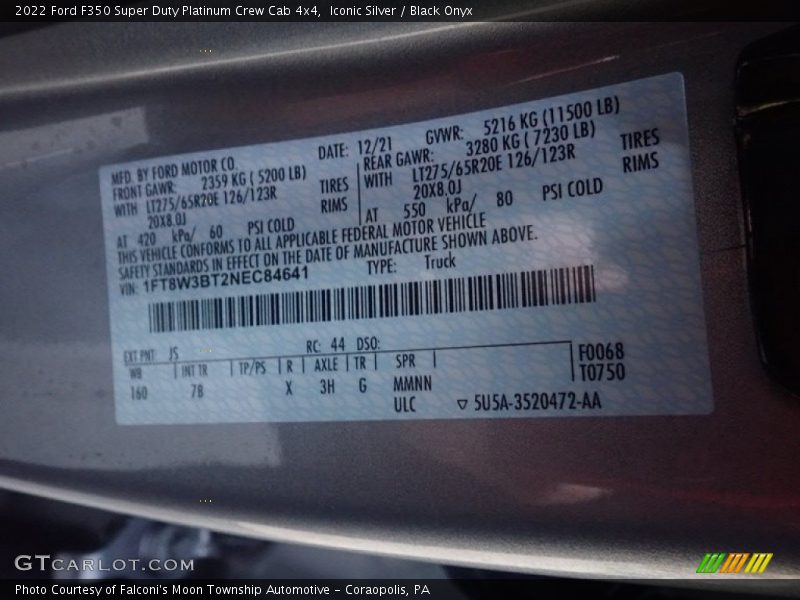 2022 Ford F350 Super Duty Platinum Crew Cab 4x4, Iconic Silver / Black Onyx
MFD. BY FORD MOTOR CO. DATE: 12/21 GVWR: 5216 KG (11500 LB)
FRONT GAWR: 2359 KG ( 5200 LB) REAR GAWR: 3280 KG ( 7230 LB)
WITH LT275/65R20E 126/123R TIRES WITH LT275/65R20E 126/123R TIRES
20X8.0J RIMS 20X8.0J RIMS
AT 420 kPa/ 60 PSI COLD AT 550 kPa/ 80 PSI COLD
THIS VEHICLE CONFORMS TO ALL APPLICABLE FEDERAL MOTOR VEHICLE
SAFETY STANDARDS IN EFFECT ON THE DATE OF MANUFACTURE SHOWN ABOVE.
VIN: 1FT8W3BT2NEC84641 TYPE: Truck
EXT PNT: JS RC: 44 DSO: F0068
WB INT TR TP/PS R AXLE TR SPR T0750
160 7B X 3H G MMNN
ULC ▽ 5U5A-3520472-AA
GTCARLOT.COM
Photo Courtesy of Falconi's Moon Township Automotive - Coraopolis, PA